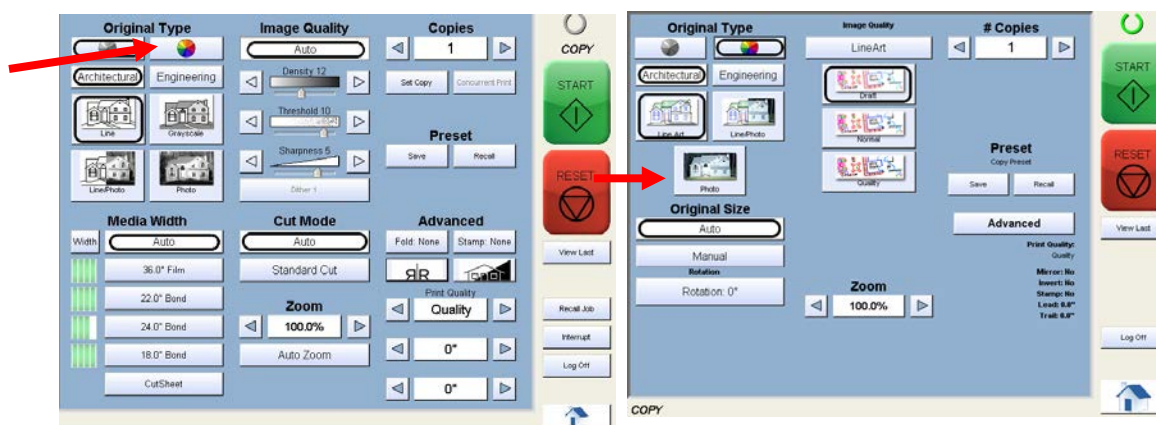 Original Type
Architectural
Engineering
Line
Grayscale
Line/Photo
Photo
Image Quality
Auto
Density 12
Threshold 10
Sharpness 5
Dither 1
Copies
1
Set Copy
Concurrent Print
Preset
Save
Recall
Media Width
Width
Auto
36.0" Film
22.0" Bond
24.0" Bond
18.0" Bond
CutSheet
Cut Mode
Auto
Standard Cut
Zoom
100.0%
Auto Zoom
Advanced
Fold: None
Stamp: None
R|R
Print Quality
Quality
0"
0"
COPY
START
RESET
View Last
Recall Job
Interrupt
Log Off
Original Type
Architectural
Engineering
Line Art
Line/Photo
Photo
Original Size
Auto
Manual
Rotation
Rotation: 0°
Image Quality
LineArt
Draft
Normal
Quality
Zoom
100.0%
# Copies
1
Preset
Copy Preset
Save
Recall
Advanced
Print Quality:
Quality
Mirror: No
Invert: No
Stamp: No
Lead: 0.0"
Trail: 0.0"
COPY
START
RESET
View Last
Log Off